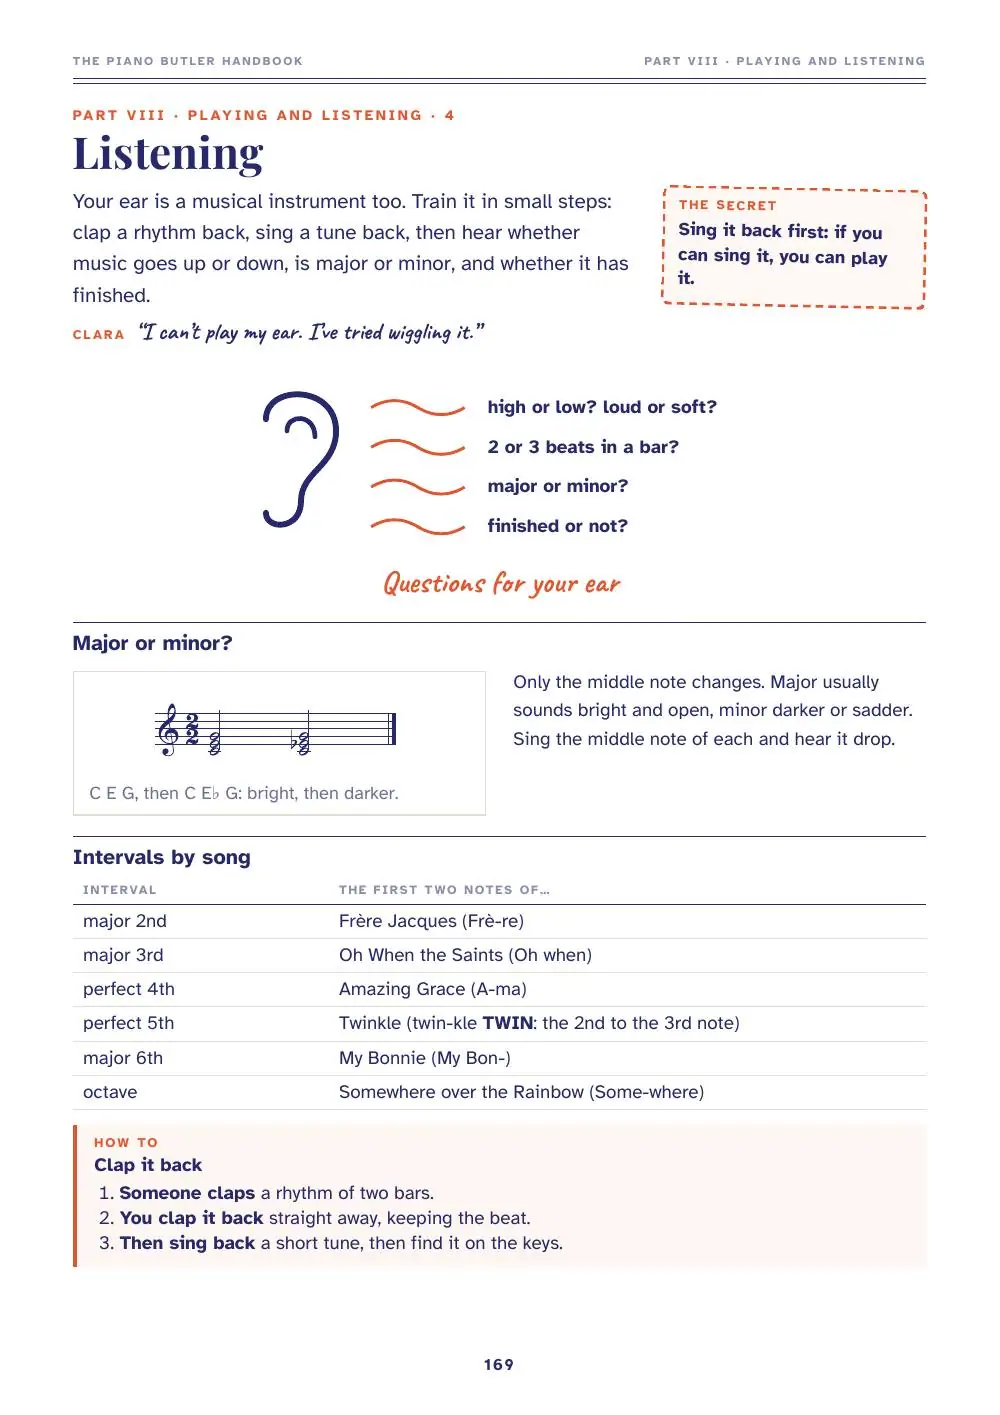 THE PIANO BUTLER HANDBOOK
PART VIII · PLAYING AND LISTENING
PART VIII · PLAYING AND LISTENING · 4
Listening
Your ear is a musical instrument too. Train it in small steps:
clap a rhythm back, sing a tune back, then hear whether
music goes up or down, is major or minor, and whether it has
finished.
THE SECRET
Sing it back first: if you
can sing it, you can play
it.
CLARA “I can’t play my ear. I’ve tried wiggling it.”
high or low? loud or soft?
2 or 3 beats in a bar?
major or minor?
finished or not?
Questions for your ear
Major or minor?
2
2
C E G, then C E♭ G: bright, then darker.
Only the middle note changes. Major usually
sounds bright and open, minor darker or sadder.
Sing the middle note of each and hear it drop.
Intervals by song
INTERVAL THE FIRST TWO NOTES OF…
major 2nd Frère Jacques (Frè-re)
major 3rd Oh When the Saints (Oh when)
perfect 4th Amazing Grace (A-ma)
perfect 5th Twinkle (twin-kle TWIN: the 2nd to the 3rd note)
major 6th My Bonnie (My Bon-)
octave Somewhere over the Rainbow (Some-where)
HOW TO
Clap it back
1. Someone claps a rhythm of two bars.
2. You clap it back straight away, keeping the beat.
3. Then sing back a short tune, then find it on the keys.
169